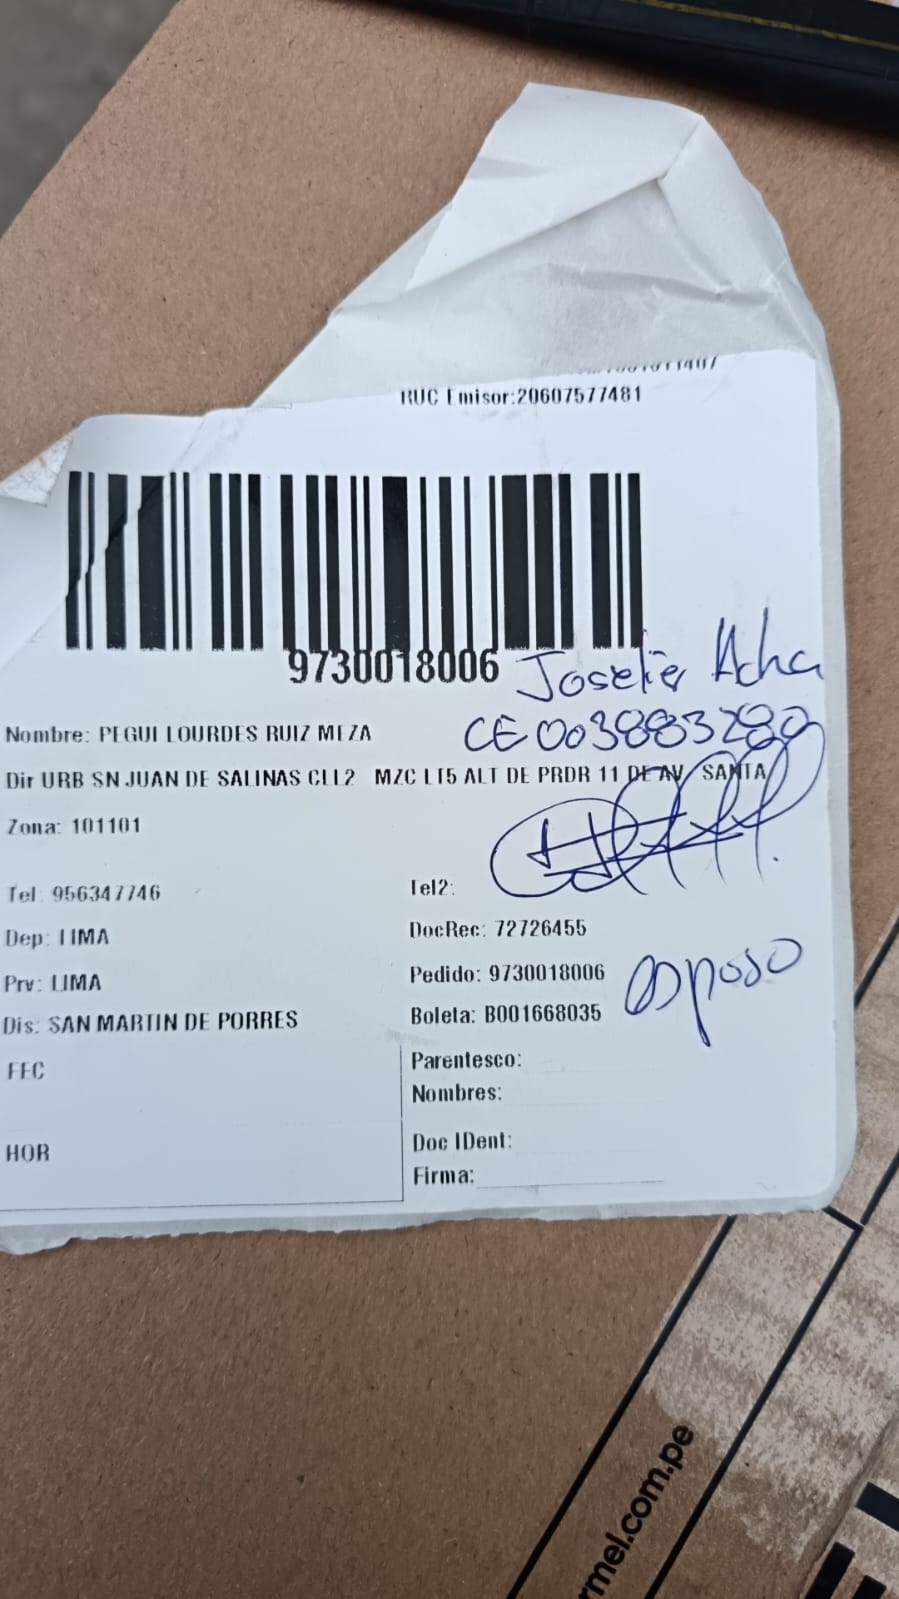 RUC Emisor:20607577481
9730018006
Joselier Acha
CE 003883280
Nombre: PEGUI LOURDES RUIZ MEZA
Dir URB SN JUAN DE SALINAS CLL2 MZC LT5 ALT DE PRDR 11 DE AV SANTA
Zona: 101101
Tel: 956347746
Tel2:
Dep: LIMA
DocRec: 72726455
Prv: LIMA
Pedido: 9730018006
esposo
Dis: SAN MARTIN DE PORRES
Boleta: B001668035
FEC
Parentesco:
Nombres:
HOR
Doc IDent:
Firma:
rmel.com.pe